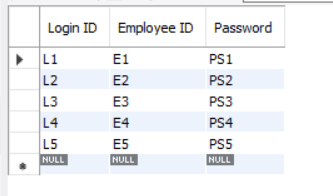 Login ID Employee ID Password
L1 E1 PS1
L2 E2 PS2
L3 E3 PS3
L4 E4 PS4
L5 E5 PS5
NULL NULL NULL